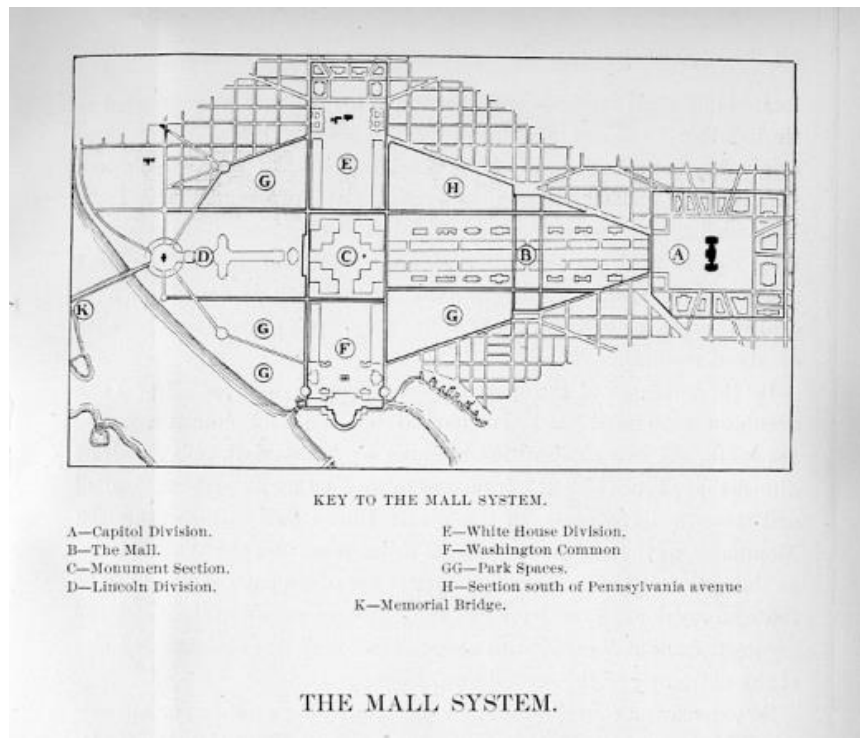 G
E
H
D
C
B
A
K
G
G
F
G
KEY TO THE MALL SYSTEM.
A—Capitol Division.
B—The Mall.
C—Monument Section.
D—Lincoln Division.
E—White House Division.
F—Washington Common
GG—Park Spaces.
H—Section south of Pennsylvania avenue
K—Memorial Bridge.
THE MALL SYSTEM.